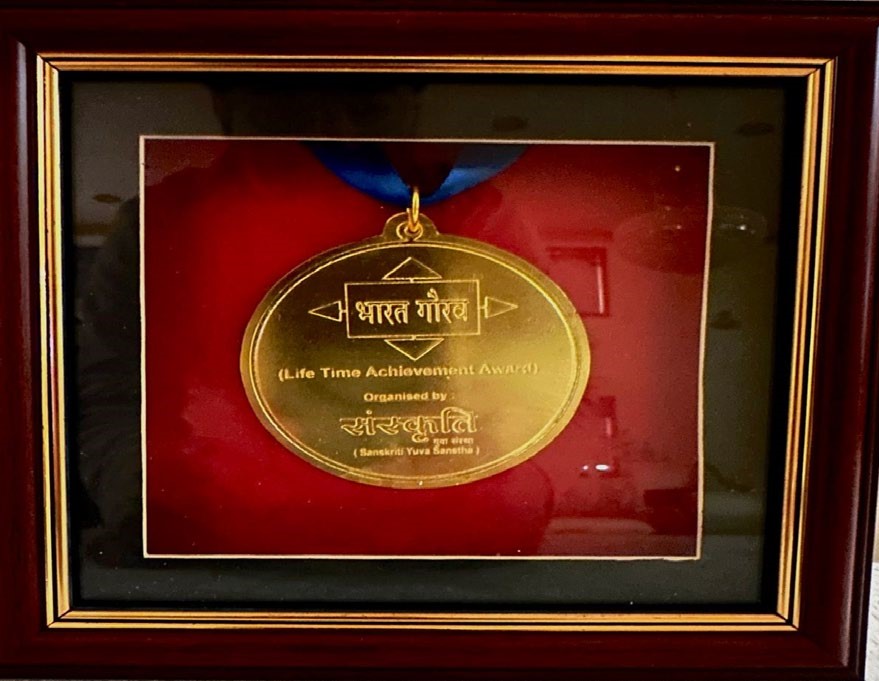 भारत गौरव
(Life Time Achievement Award)
Organised by :
संस्कृति
युवा संस्था
( Sanskriti Yuva Sanstha )